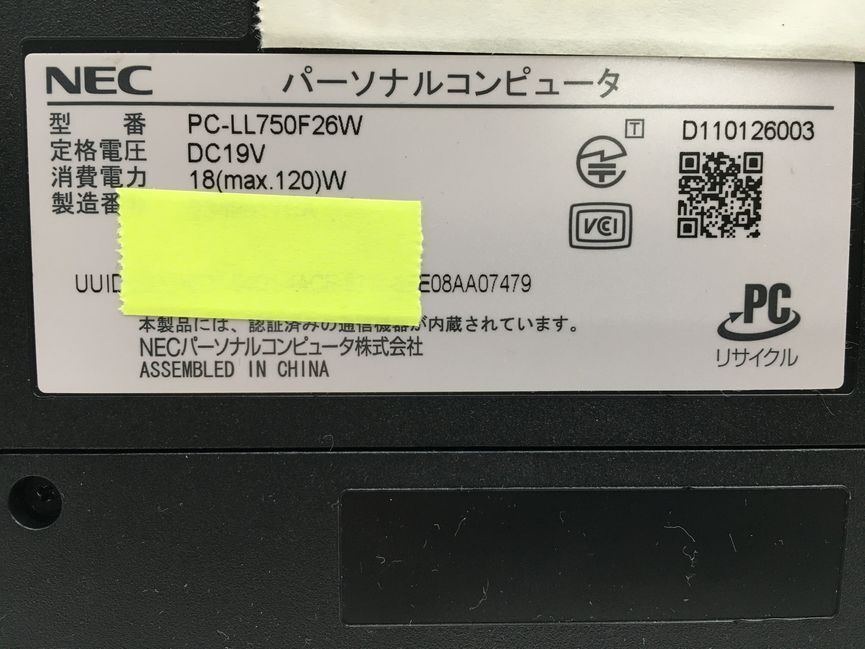 NEC パーソナルコンピュータ
型 番 PC-LL750F26W
T D110126003
定格電圧 DC19V
消費電力 18(max.120)W
製造番
VCI
UUID E08AA07479
本製品には、認証済みの通信機器が内蔵されています。
NECパーソナルコンピュータ株式会社
ASSEMBLED IN CHINA
PC
リサイクル